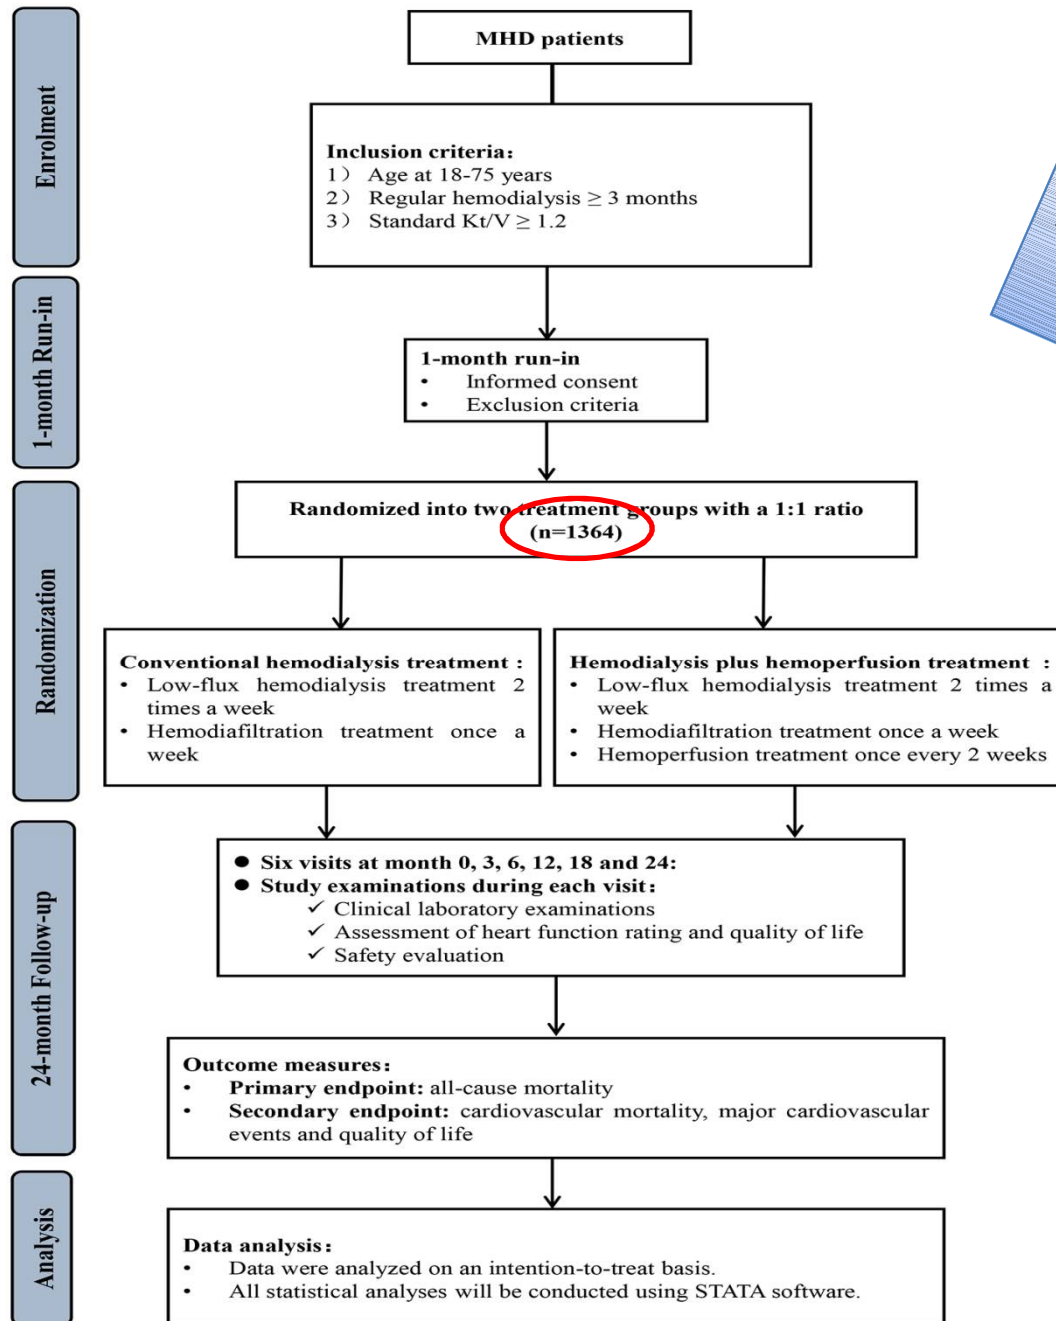 Enrolment
MHD patients
Inclusion criteria：
1） Age at 18-75 years
2） Regular hemodialysis ≥ 3 months
3） Standard Kt/V ≥ 1.2
1-month Run-in
1-month run-in
• Informed consent
• Exclusion criteria
Randomization
Randomized into two treatment groups with a 1:1 ratio
(n=1364)
Conventional hemodialysis treatment：
• Low-flux hemodialysis treatment 2
times a week
• Hemodiafiltration treatment once a
week
Hemodialysis plus hemoperfusion treatment：
• Low-flux hemodialysis treatment 2 times a
week
• Hemodiafiltration treatment once a week
• Hemoperfusion treatment once every 2 weeks
24-month Follow-up
● Six visits at month 0, 3, 6, 12, 18 and 24:
● Study examinations during each visit：
✓ Clinical laboratory examinations
✓ Assessment of heart function rating and quality of life
✓ Safety evaluation
Outcome measures：
• Primary endpoint: all-cause mortality
• Secondary endpoint: cardiovascular mortality, major cardiovascular
events and quality of life
Analysis
Data analysis：
• Data were analyzed on an intention-to-treat basis.
• All statistical analyses will be conducted using STATA software.